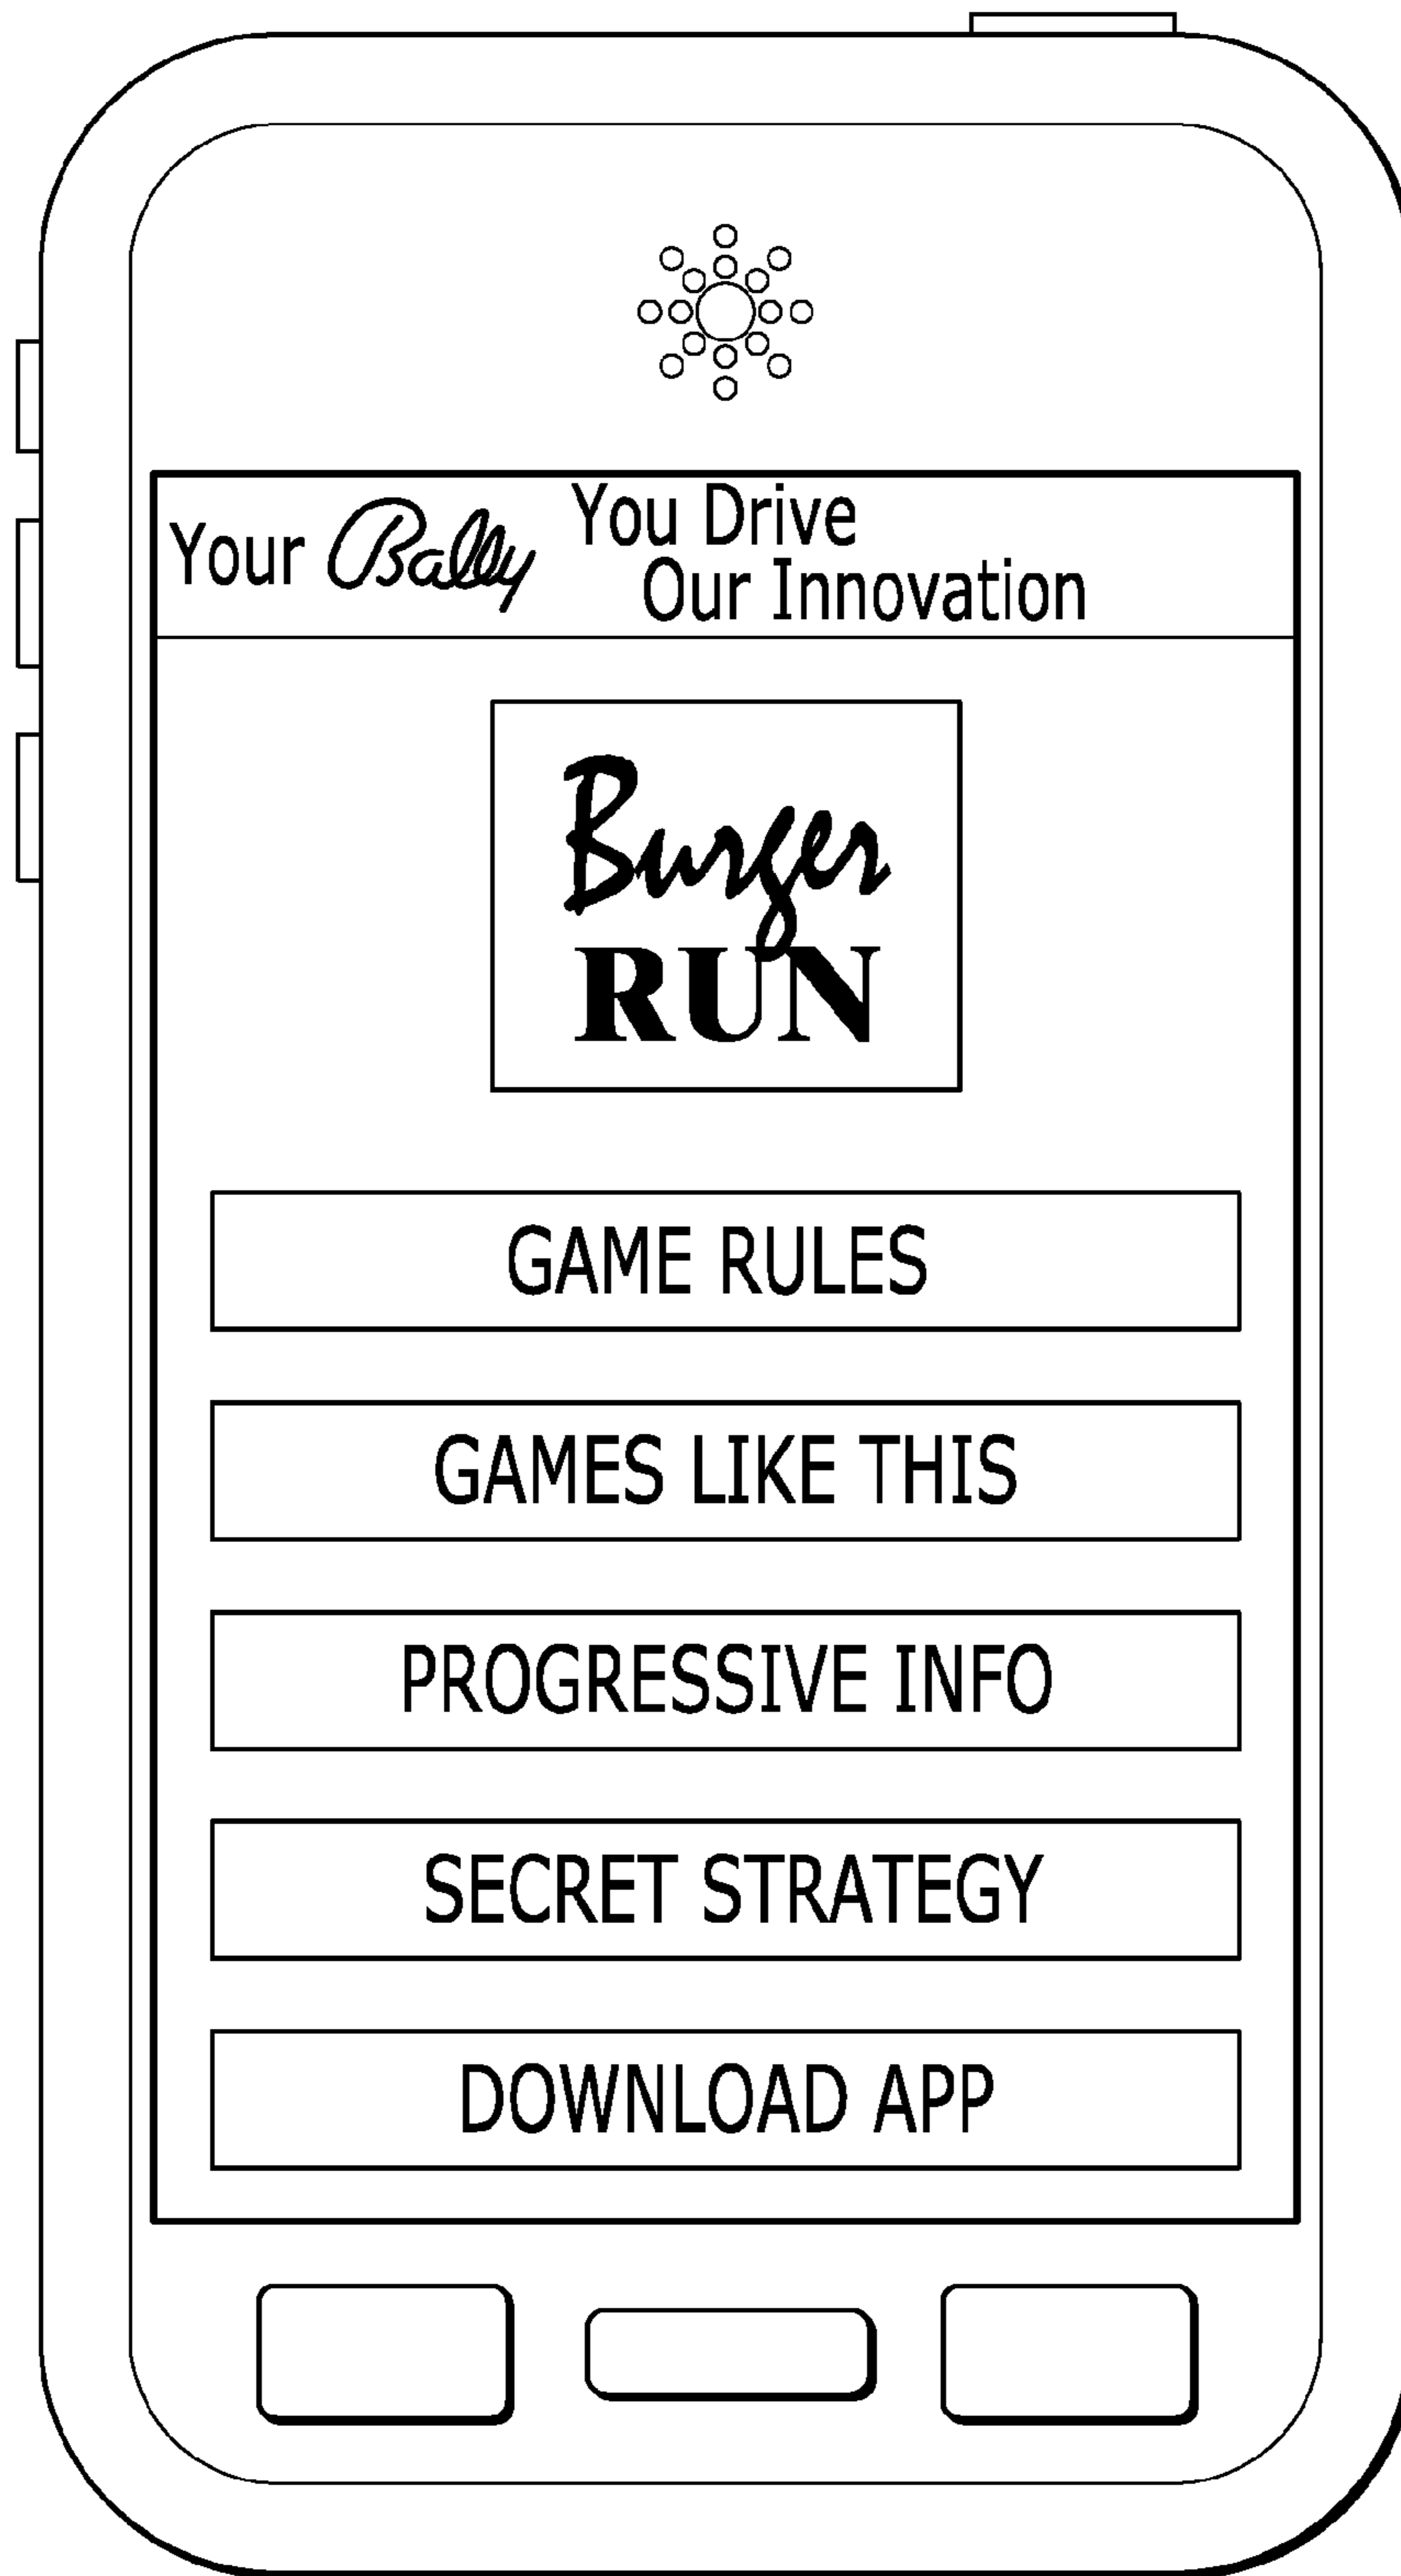 Your Bally You Drive
Our Innovation
Burger
RUN
GAME RULES
GAMES LIKE THIS
PROGRESSIVE INFO
SECRET STRATEGY
DOWNLOAD APP